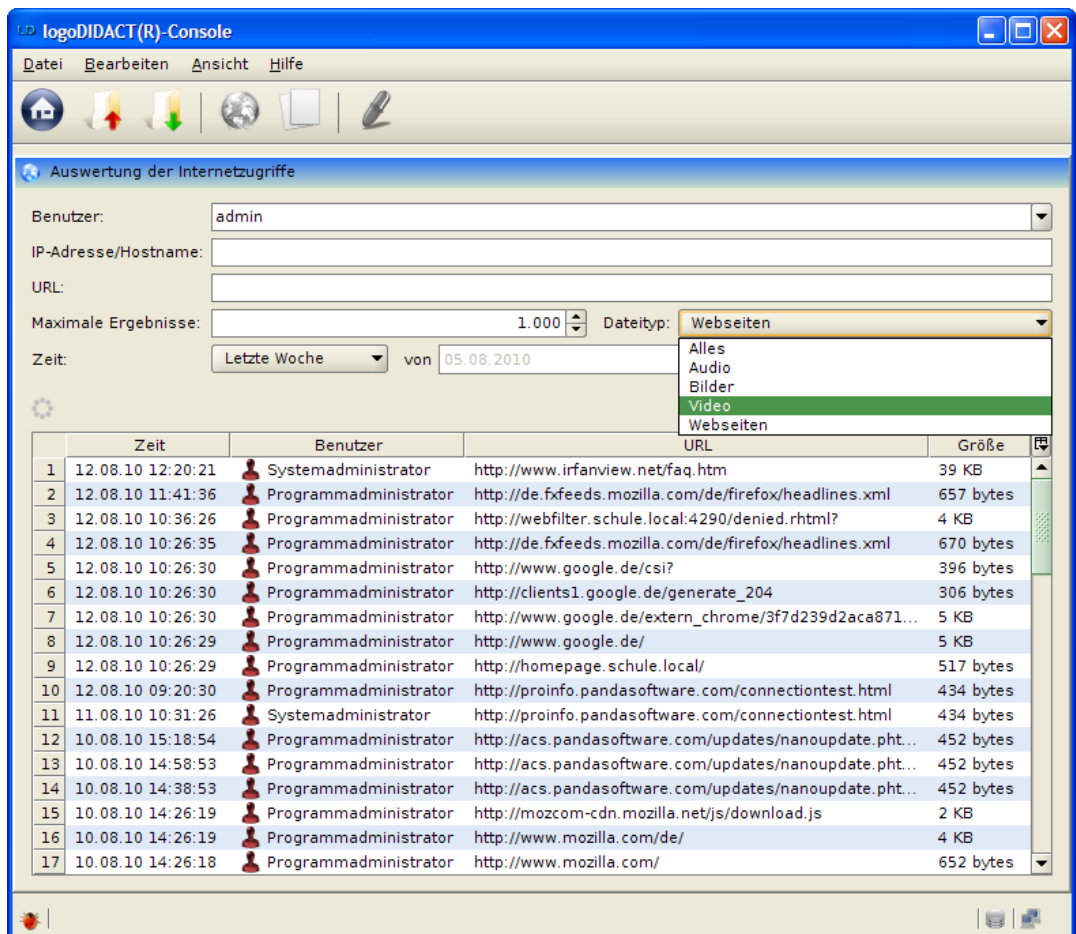 LD logoDIDACT(R)-Console
Datei Bearbeiten Ansicht Hilfe
Auswertung der Internetzugriffe
Benutzer: admin
IP-Adresse/Hostname:
URL:
Maximale Ergebnisse: 1.000 Dateityp: Webseiten
Zeit: Letzte Woche von 05.08.2010
Alles
Audio
Bilder
Video
Webseiten
Zeit Benutzer URL Größe
1 12.08.10 12:20:21 Systemadministrator http://www.irfanview.net/faq.htm 39 KB
2 12.08.10 11:41:36 Programmadministrator http://de.fxfeeds.mozilla.com/de/firefox/headlines.xml 657 bytes
3 12.08.10 10:36:26 Programmadministrator http://webfilter.schule.local:4290/denied.rhtml? 4 KB
4 12.08.10 10:26:35 Programmadministrator http://de.fxfeeds.mozilla.com/de/firefox/headlines.xml 670 bytes
5 12.08.10 10:26:30 Programmadministrator http://www.google.de/csi? 396 bytes
6 12.08.10 10:26:30 Programmadministrator http://clients1.google.de/generate_204 306 bytes
7 12.08.10 10:26:30 Programmadministrator http://www.google.de/extern_chrome/3f7d239d2aca871... 5 KB
8 12.08.10 10:26:29 Programmadministrator http://www.google.de/ 5 KB
9 12.08.10 10:26:29 Programmadministrator http://homepage.schule.local/ 517 bytes
10 12.08.10 09:20:30 Programmadministrator http://proinfo.pandasoftware.com/connectiontest.html 434 bytes
11 11.08.10 10:31:26 Systemadministrator http://proinfo.pandasoftware.com/connectiontest.html 434 bytes
12 10.08.10 15:18:54 Programmadministrator http://acs.pandasoftware.com/updates/nanoupdate.pht... 452 bytes
13 10.08.10 14:58:53 Programmadministrator http://acs.pandasoftware.com/updates/nanoupdate.pht... 452 bytes
14 10.08.10 14:38:53 Programmadministrator http://acs.pandasoftware.com/updates/nanoupdate.pht... 452 bytes
15 10.08.10 14:26:19 Programmadministrator http://mozcom-cdn.mozilla.net/js/download.js 2 KB
16 10.08.10 14:26:19 Programmadministrator http://www.mozilla.com/de/ 4 KB
17 10.08.10 14:26:18 Programmadministrator http://www.mozilla.com/ 652 bytes